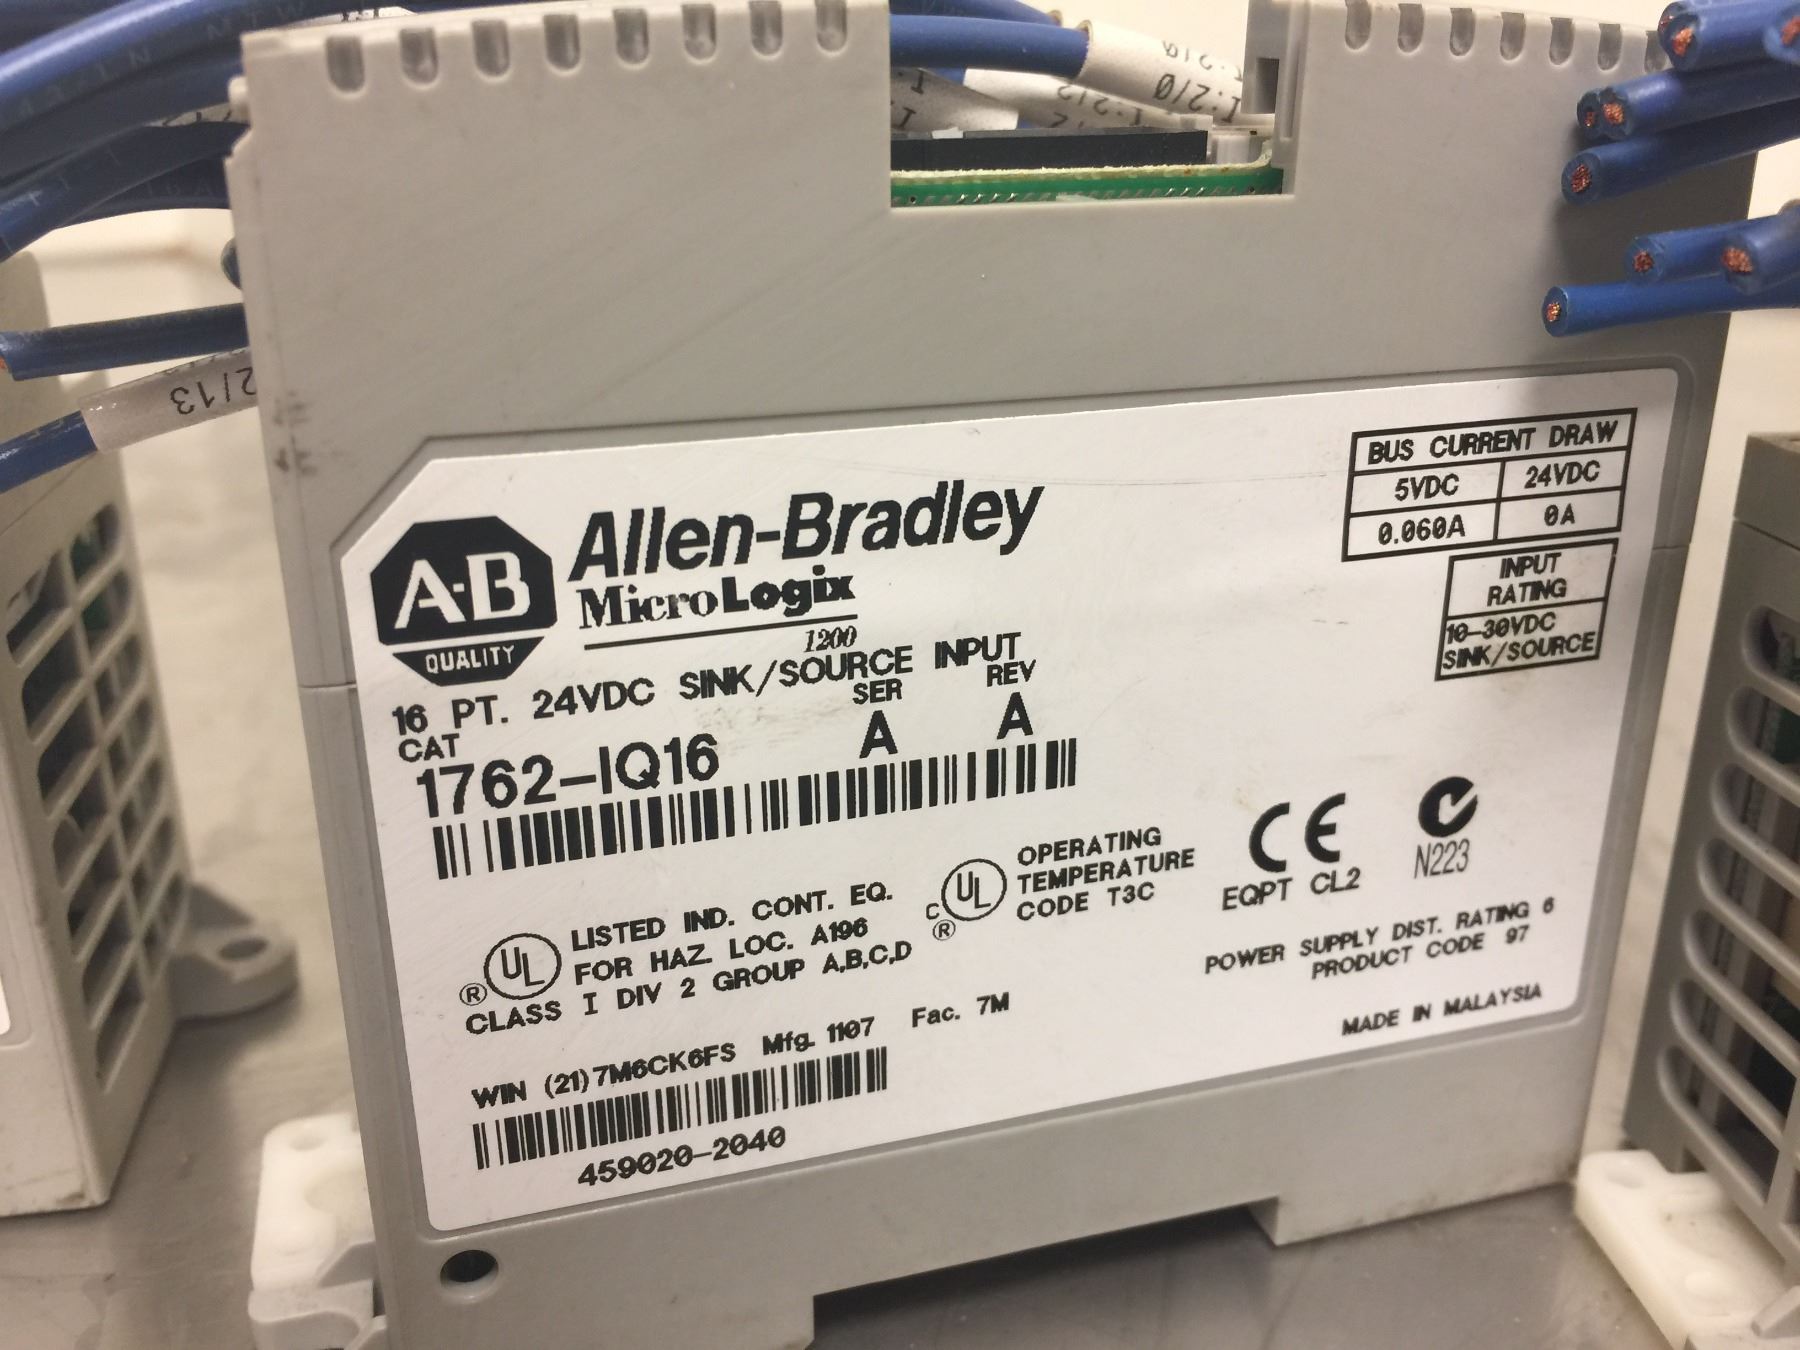 I:2/0
I:2/2
2/13
A-B
QUALITY
Allen-Bradley
MicroLogix
1200
16 PT. 24VDC SINK/SOURCE INPUT
CAT SER REV
1762-IQ16 A A
BUS CURRENT DRAW
5VDC 24VDC
0.060A 0A
INPUT
RATING
10-30VDC
SINK/SOURCE
UL ® LISTED IND. CONT. EQ.
FOR HAZ. LOC. A196
CLASS I DIV 2 GROUP A,B,C,D
C UL ® OPERATING
TEMPERATURE
CODE T3C
CE
EQPT CL2
N223
POWER SUPPLY DIST. RATING 6
PRODUCT CODE 97
MADE IN MALAYSIA
WIN (21)7M6CK6FS Mfg. 1107 Fac. 7M
459020-2040